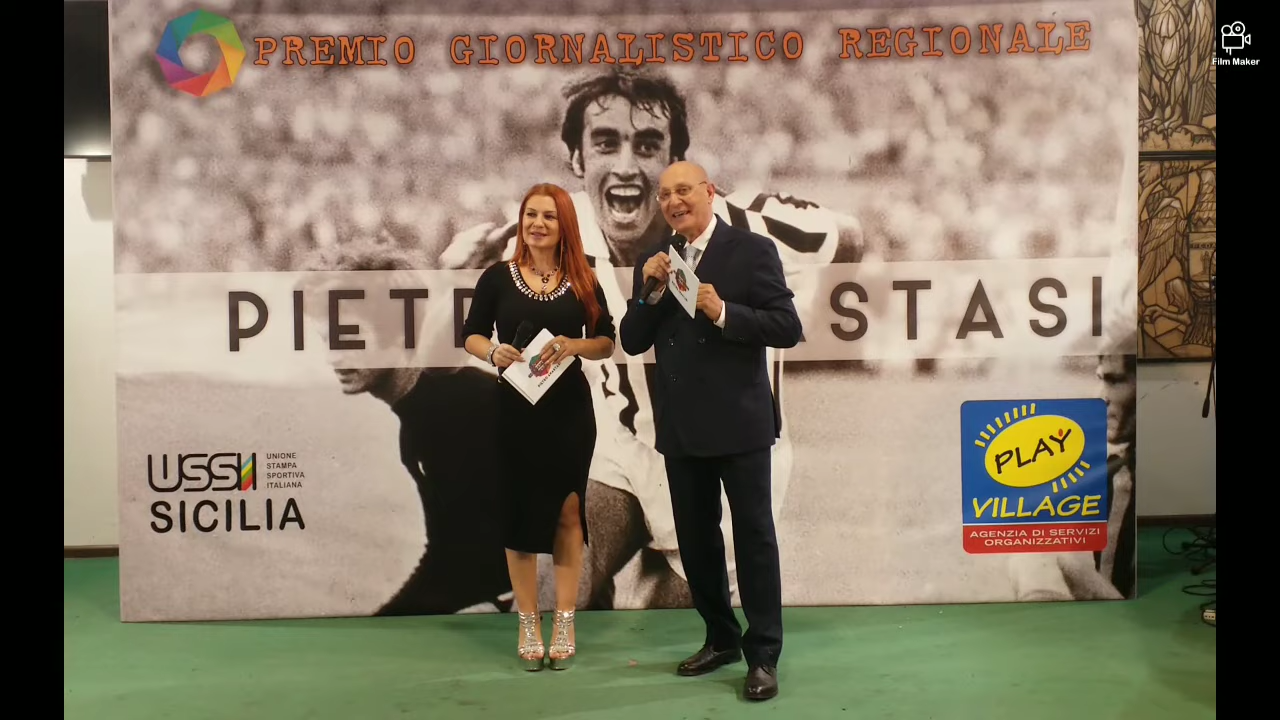 PREMIO GIORNALISTICO REGIONALE
Film Maker
PIET STASI
USSI
UNIONE
STAMPA
SPORTIVA
ITALIANA
SICILIA
PLAY
VILLAGE
AGENZIA DI SERVIZI
ORGANIZZATIVI